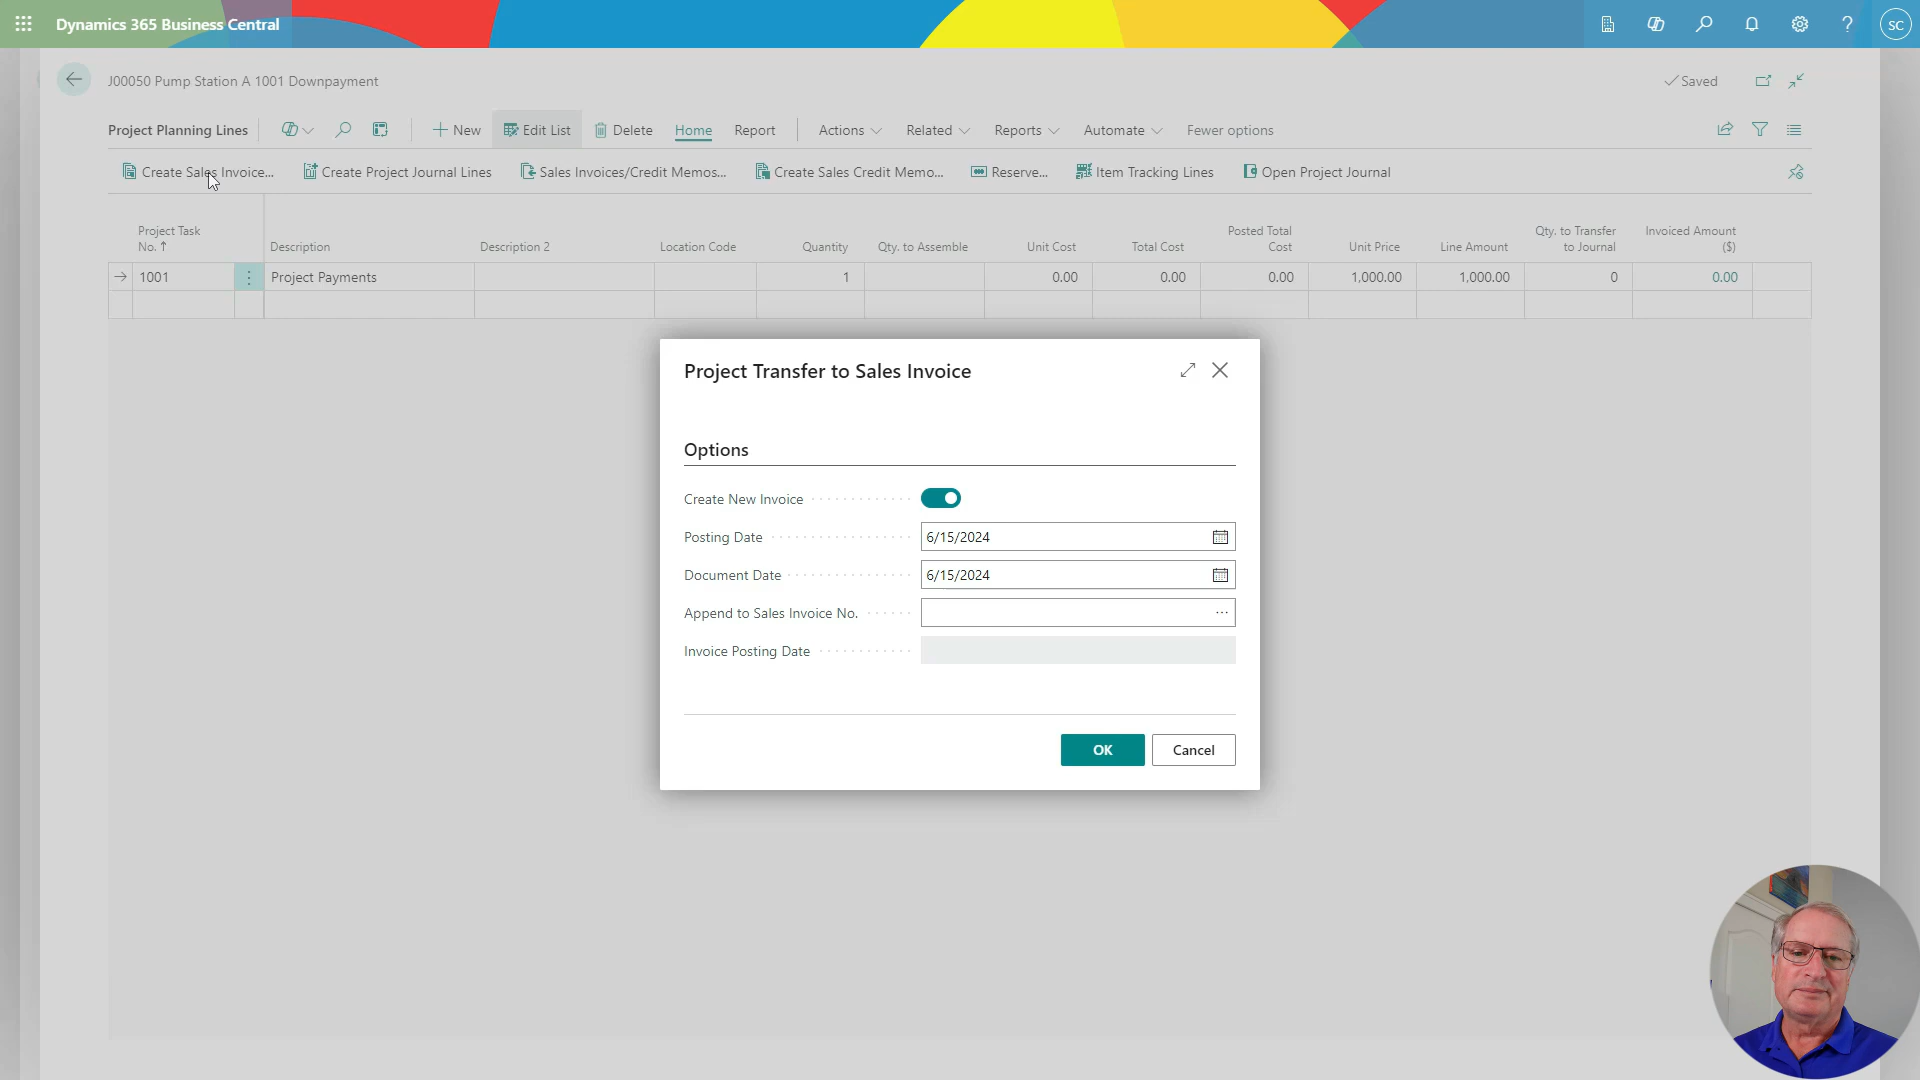 Dynamics 365 Business Central
SC
J00050 Pump Station A 1001 Downpayment
Saved
Project Planning Lines
New
Edit List
Delete
Home
Report
Actions
Related
Reports
Automate
Fewer options
Create Sales Invoice...
Create Project Journal Lines
Sales Invoices/Credit Memos...
Create Sales Credit Memo...
Reserve...
Item Tracking Lines
Open Project Journal
Project Task No. ↑
Description
Description 2
Location Code
Quantity
Qty. to Assemble
Unit Cost
Total Cost
Posted Total Cost
Unit Price
Line Amount
Qty. to Transfer to Journal
Invoiced Amount ($)
1001 Project Payments 1 0.00 0.00 0.00 1,000.00 1,000.00 0 0.00
Project Transfer to Sales Invoice
Options
Create New Invoice
Posting Date 6/15/2024
Document Date 6/15/2024
Append to Sales Invoice No. ...
Invoice Posting Date
OK
Cancel